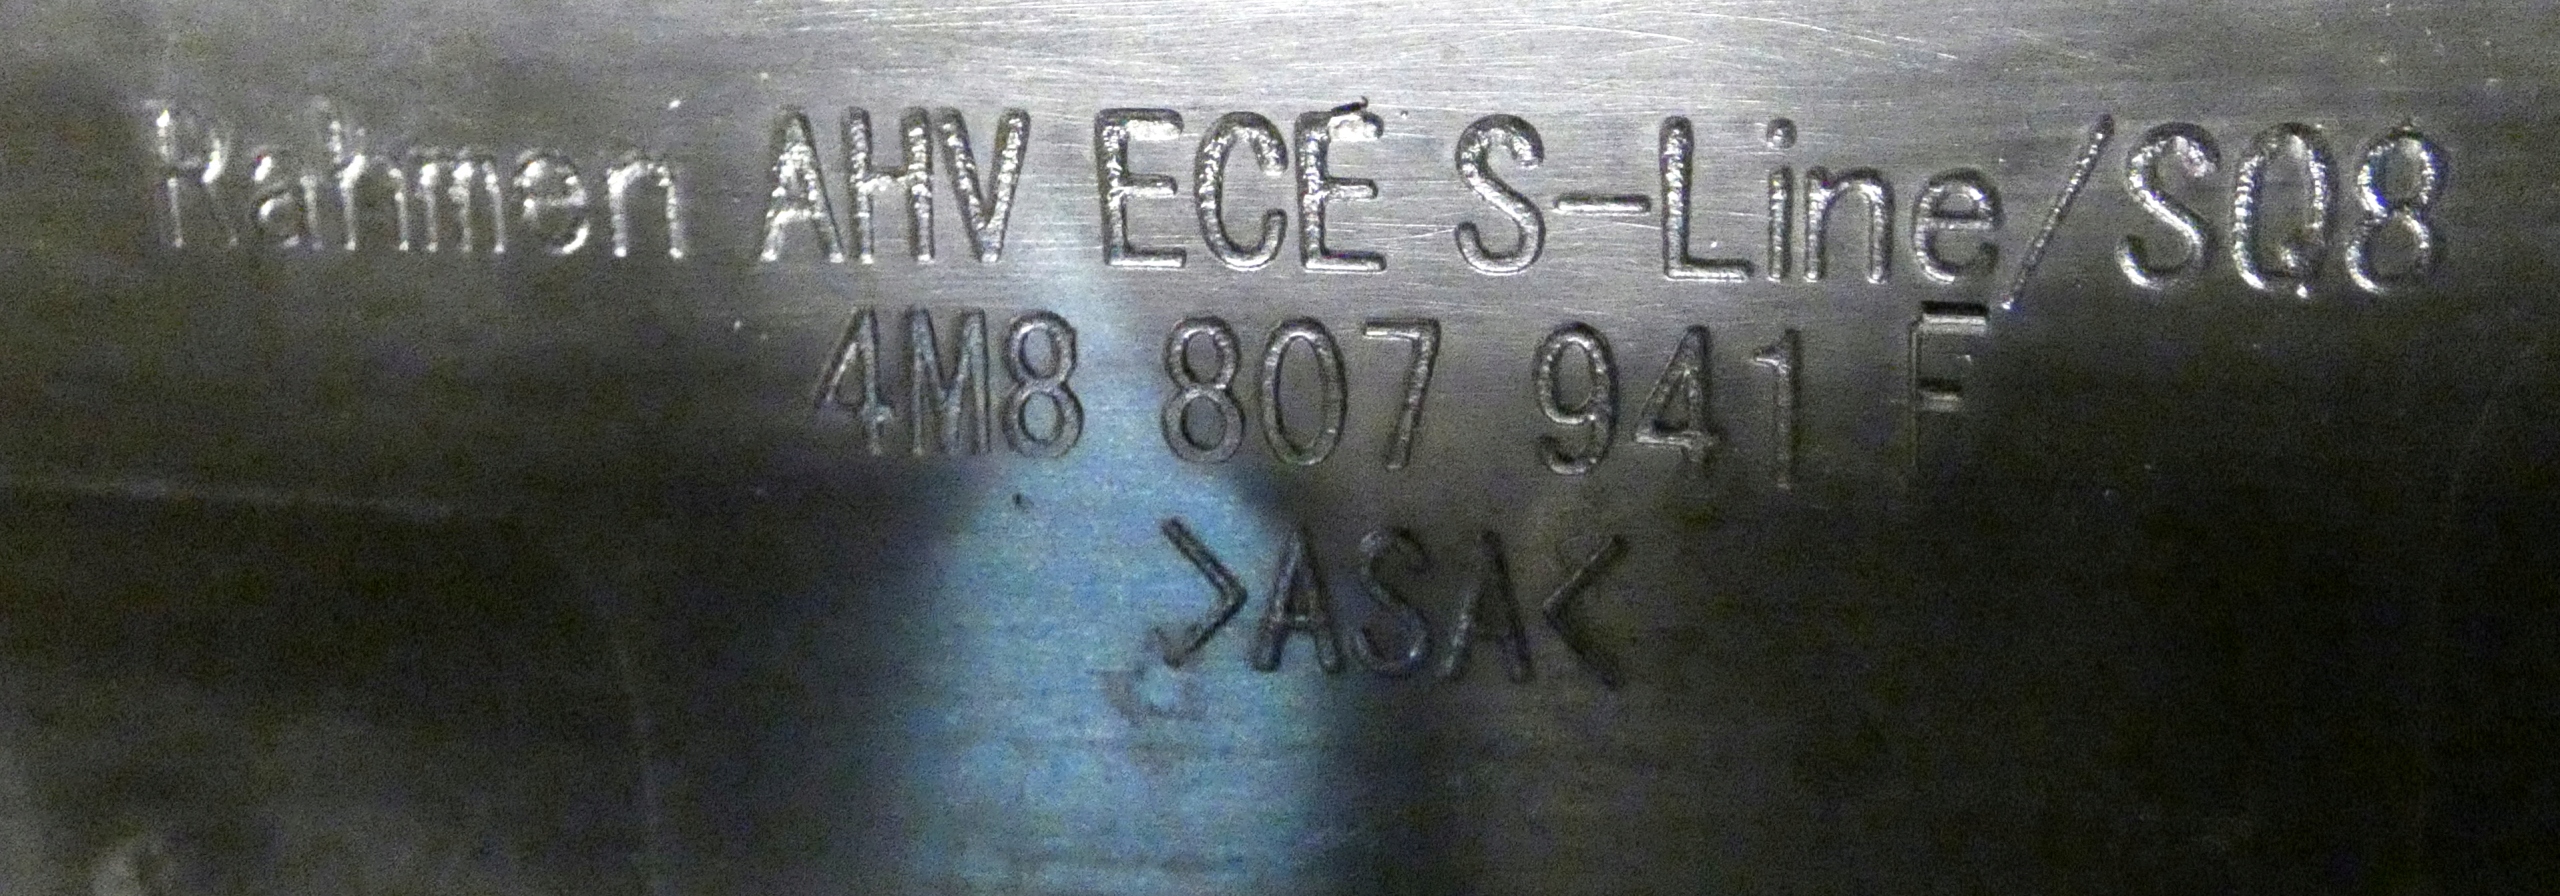 Rahmen AHV ECE S-Line/SQ8
4M8 807 941 F
>ASA<